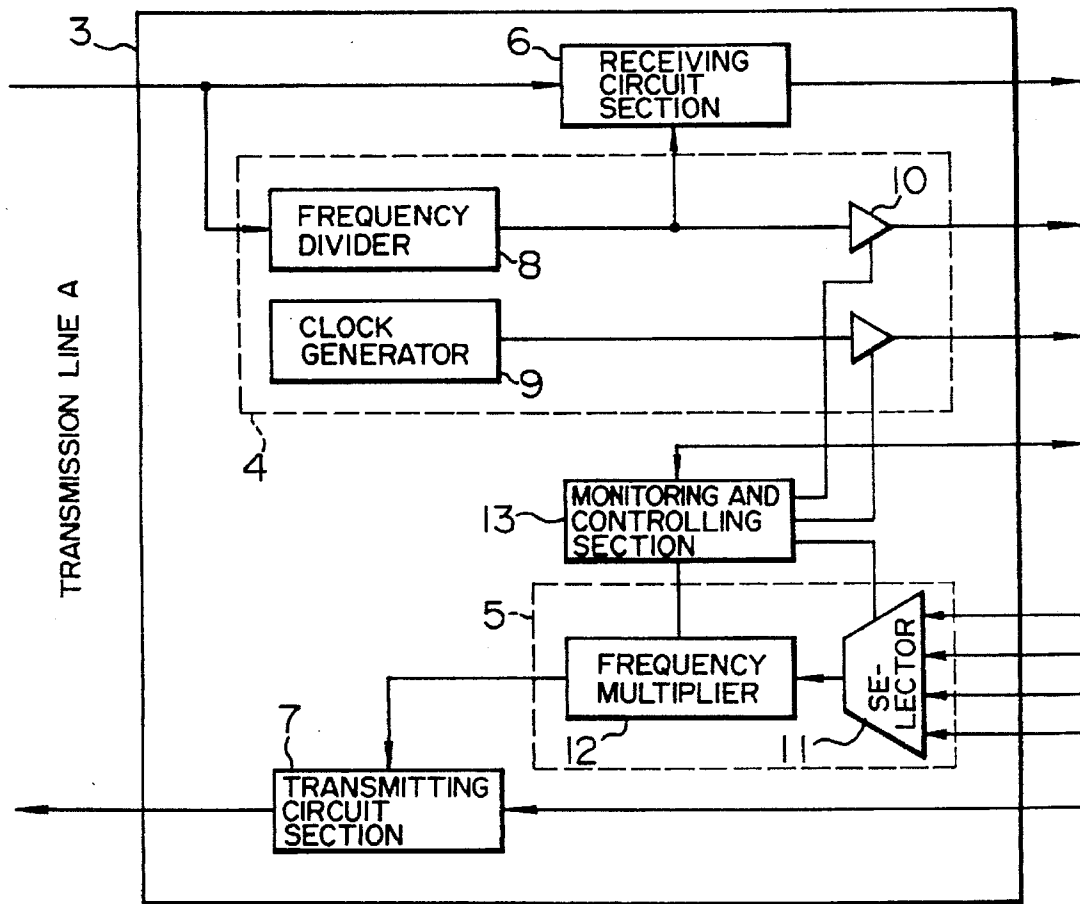 3
6
RECEIVING
CIRCUIT
SECTION
10
FREQUENCY
DIVIDER
8
CLOCK
GENERATOR
9
4
TRANSMISSION LINE A
13
MONITORING AND
CONTROLLING
SECTION
5
FREQUENCY
MULTIPLIER
12
SE-
LECTOR
11
7
TRANSMITTING
CIRCUIT
SECTION